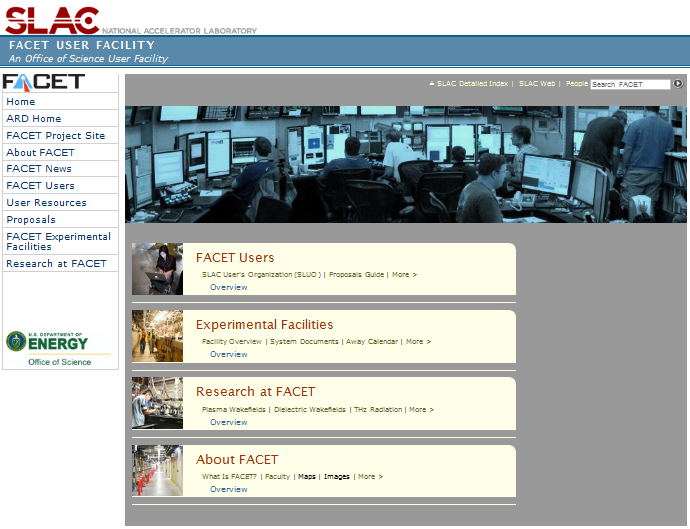 SLAC NATIONAL ACCELERATOR LABORATORY
FACET USER FACILITY
An Office of Science User Facility
FACET
Home
ARD Home
FACET Project Site
About FACET
FACET News
FACET Users
User Resources
Proposals
FACET Experimental
Facilities
Research at FACET
U.S. DEPARTMENT OF
ENERGY
Office of Science
SLAC Detailed Index | SLAC Web | People Search FACET
FACET Users
SLAC User's Organization (SLUO) | Proposals Guide | More >
Overview
Experimental Facilities
Facility Overview | System Documents | Away Calendar | More >
Overview
Research at FACET
Plasma Wakefields | Dielectric Wakefields | THz Radiation | More >
Overview
About FACET
What Is FACET? | Faculty | Maps | Images | More >
Overview